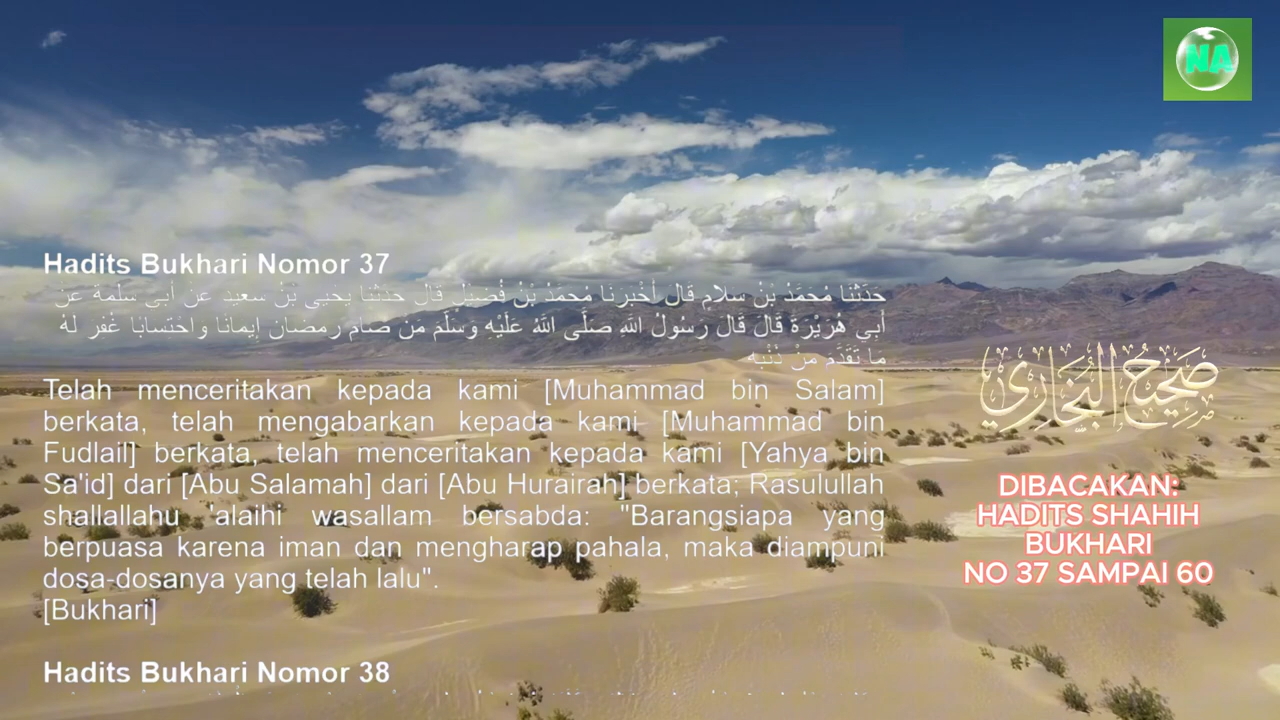 NA
Hadits Bukhari Nomor 37
حَدَّثَنَا مُحَمَّدُ بْنُ سَلَامٍ قَالَ أَخْبَرَنَا مُحَمَّدُ بْنُ فُضَيْلٍ قَالَ حَدَّثَنَا يَحْيَى بْنُ سَعِيدٍ عَنْ أَبِي سَلَمَةَ عَنْ
أَبِي هُرَيْرَةَ قَالَ قَالَ رَسُولُ اللَّهِ صَلَّى اللَّهُ عَلَيْهِ وَسَلَّمَ مَنْ صَامَ رَمَضَانَ إِيمَانًا وَاحْتِسَابًا غُفِرَ لَهُ
مَا تَقَدَّمَ مِنْ ذَنْبِهِ
Telah menceritakan kepada kami [Muhammad bin Salam]
berkata, telah mengabarkan kepada kami [Muhammad bin
Fudlail] berkata, telah menceritakan kepada kami [Yahya bin
Sa'id] dari [Abu Salamah] dari [Abu Hurairah] berkata; Rasulullah
shallallahu 'alaihi wasallam bersabda: "Barangsiapa yang
berpuasa karena iman dan mengharap pahala, maka diampuni
dosa-dosanya yang telah lalu".
[Bukhari]
Hadits Bukhari Nomor 38
صَحِيحُ البُخَارِي
DIBACAKAN:
HADITS SHAHIH
BUKHARI
NO 37 SAMPAI 60